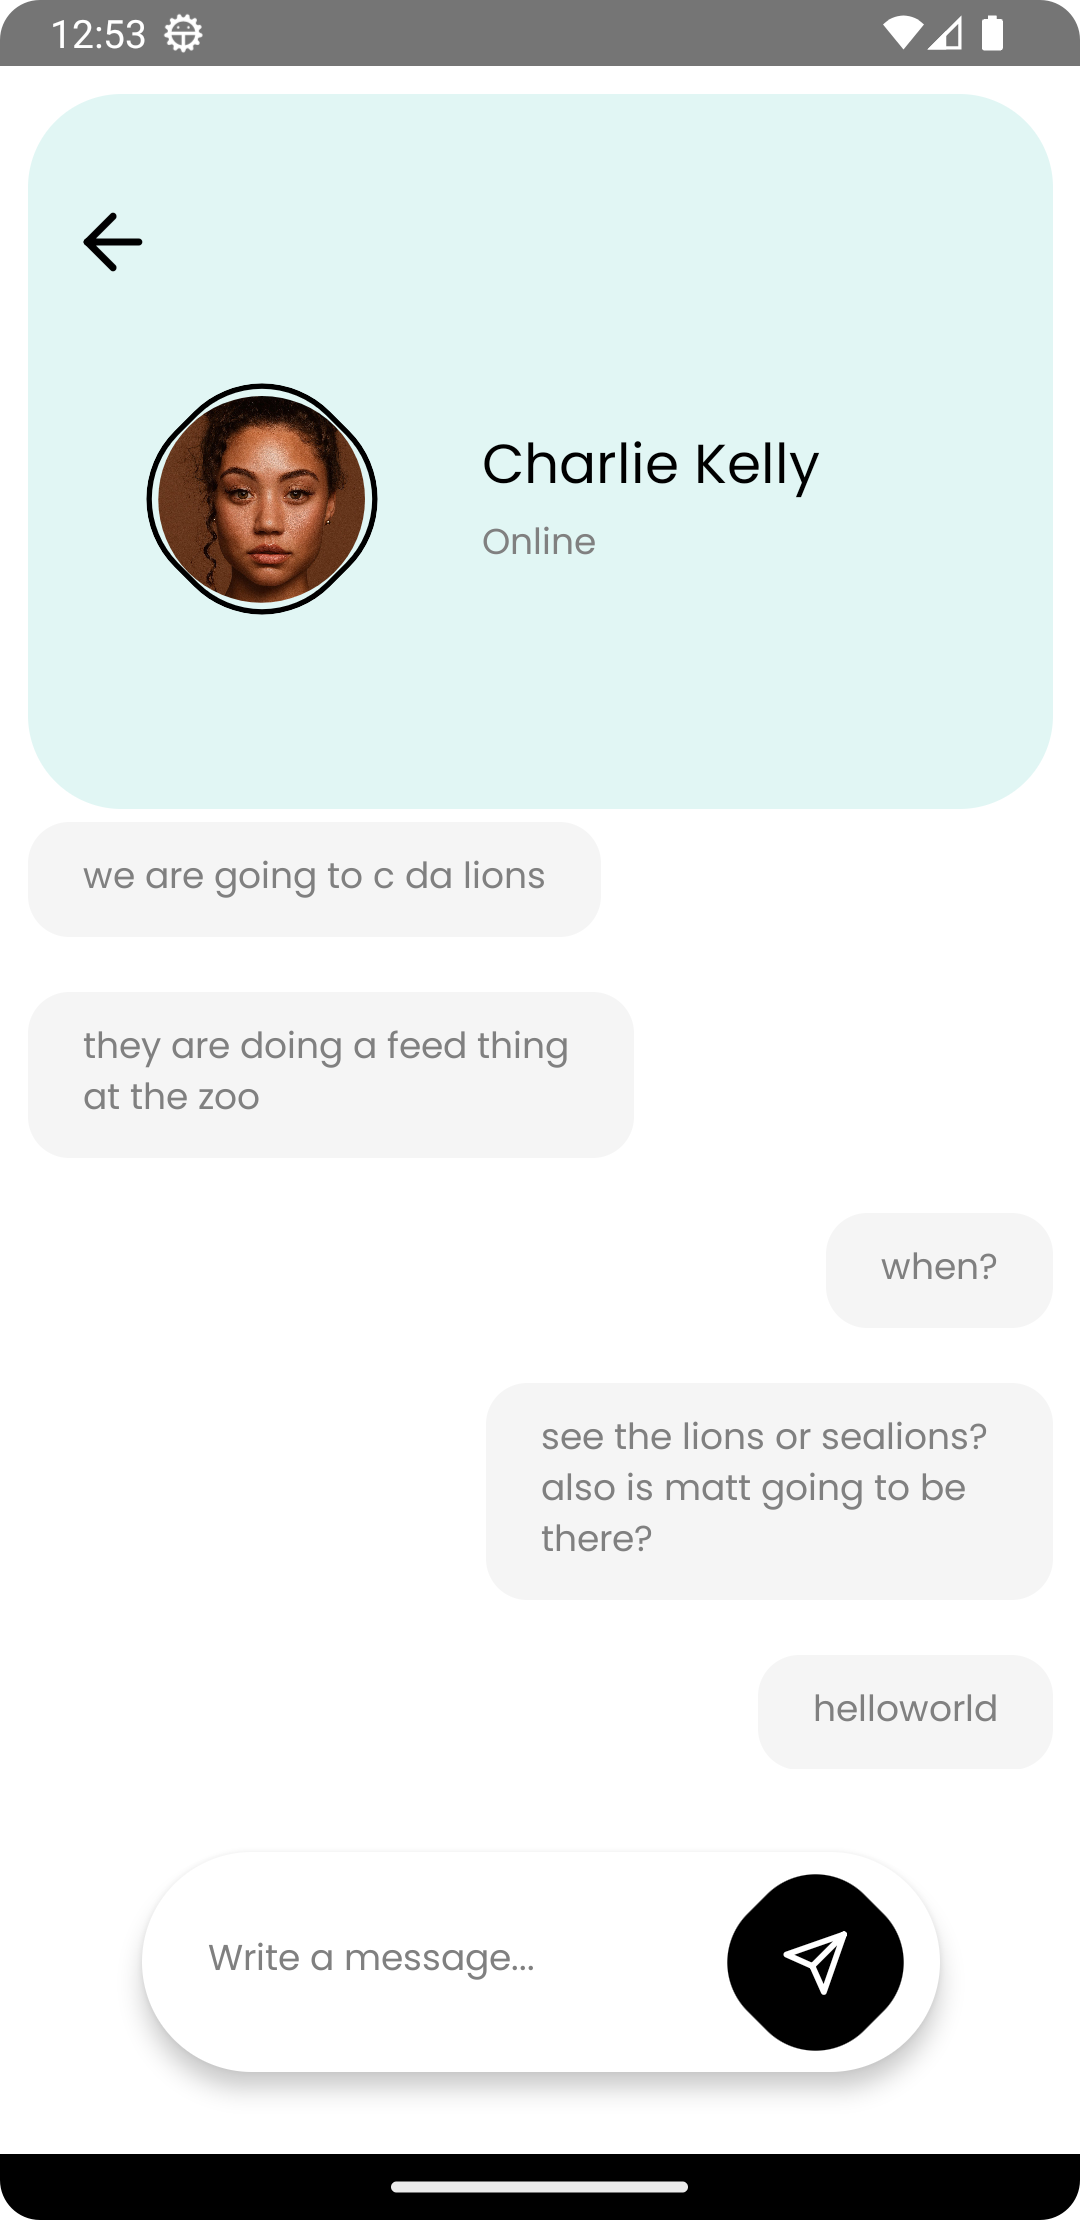 12:53
Charlie Kelly
Online
we are going to c da lions
they are doing a feed thing
at the zoo
when?
see the lions or sealions?
also is matt going to be
there?
helloworld
Write a message...